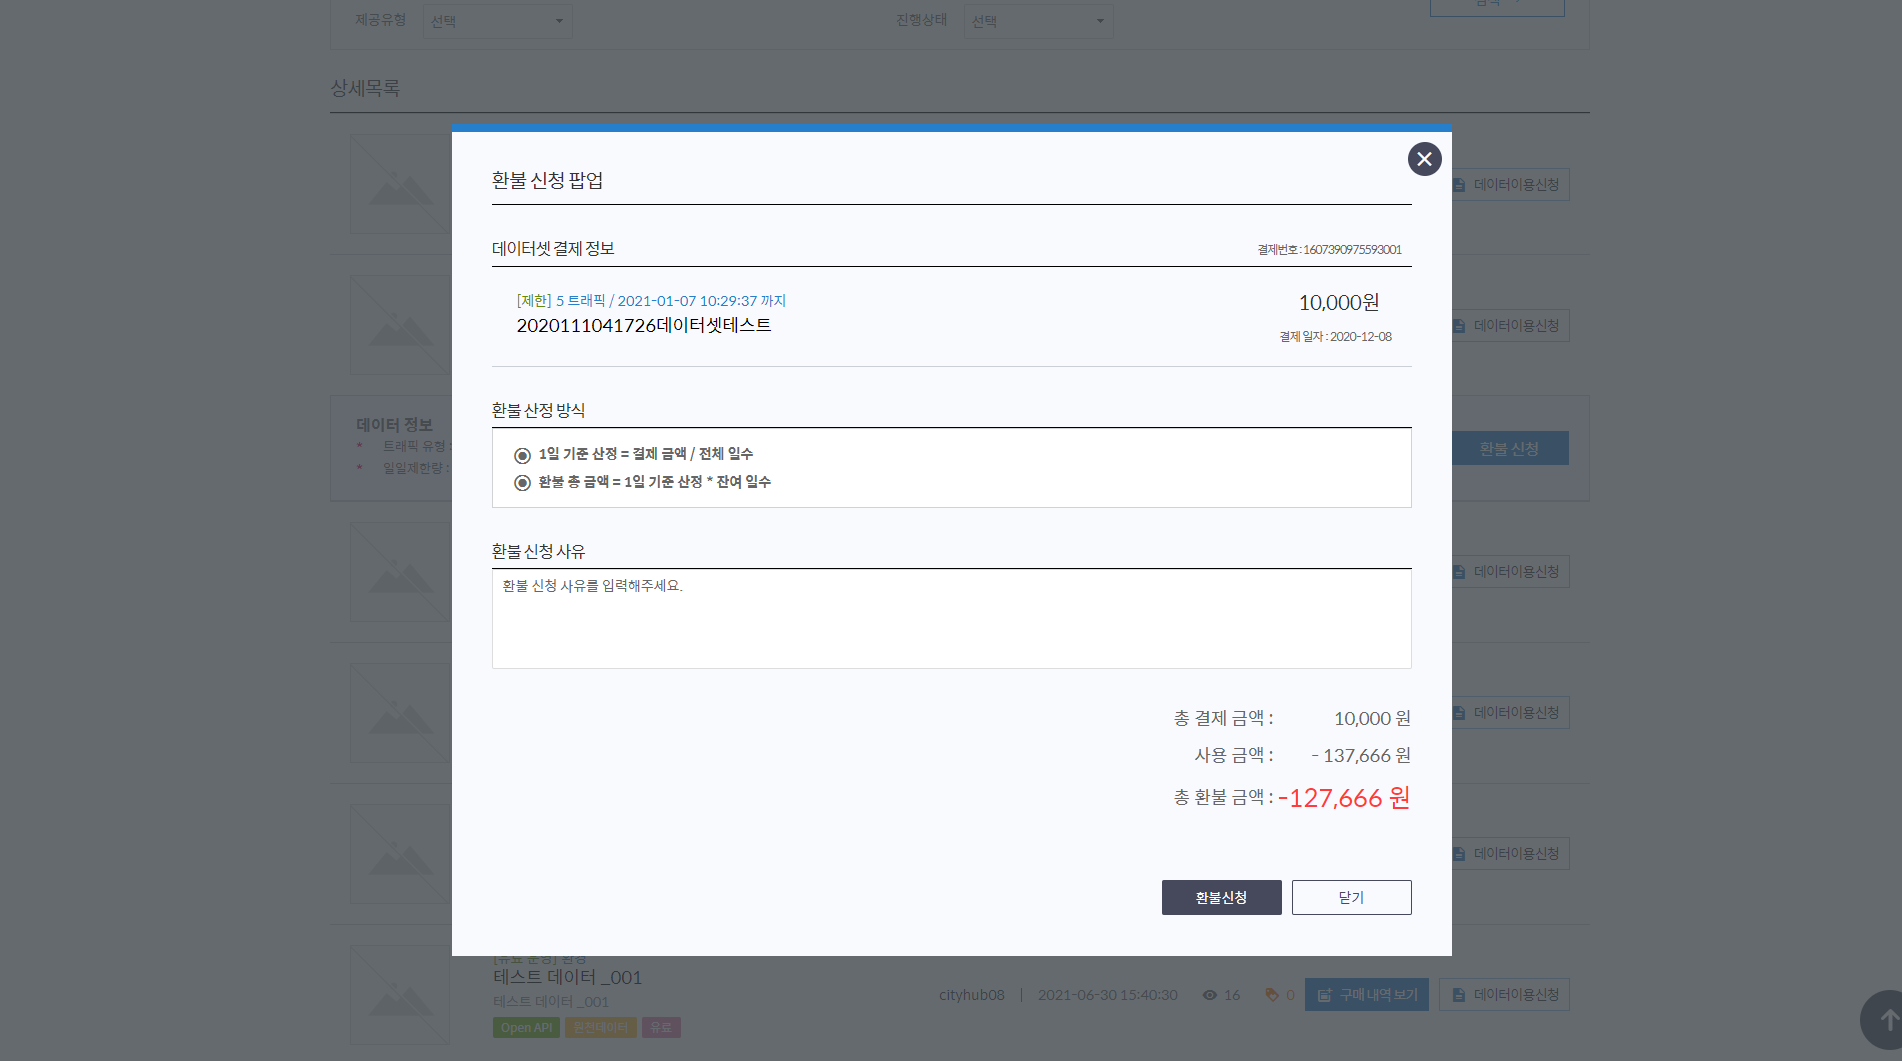 제공유형
선택
진행상태
선택
상세목록
환불 신청 팝업
데이터이용신청
데이터셋 결제 정보
결제번호 : 1607390975593001
[제한] 5 트래픽 / 2021-01-07 10:29:37 까지
10,000원
2020111041726데이터셋테스트
데이터이용신청
결제 일자 : 2020-12-08
환불 산정 방식
데이터 정보
* 트래픽 유형 :
* 일일제한량 :
환불 신청
1일 기준 산정 = 결제 금액 / 전체 일수
환불 총 금액 = 1일 기준 산정 * 잔여 일수
환불 신청 사유
데이터이용신청
환불 신청 사유를 입력해주세요.
총 결제 금액 : 10,000 원
데이터이용신청
사용 금액 : - 137,666 원
총 환불 금액 : -127,666 원
데이터이용신청
환불신청
닫기
테스트 데이터 _001
cityhub08
2021-06-30 15:40:30
16
0
구매 내역 보기
데이터이용신청
테스트 데이터 _001
Open API
원천데이터
유료